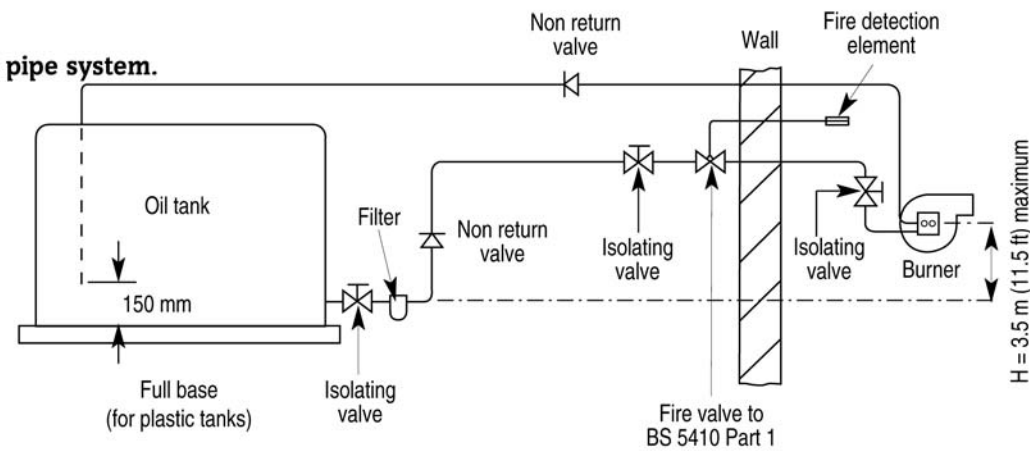 pipe system.
Non return
valve
Wall
Fire detection
element
Oil tank
150 mm
Filter
Non return
valve
Isolating
valve
Isolating
valve
Burner
H = 3.5 m (11.5 ft) maximum
Full base
(for plastic tanks)
Isolating
valve
Fire valve to
BS 5410 Part 1